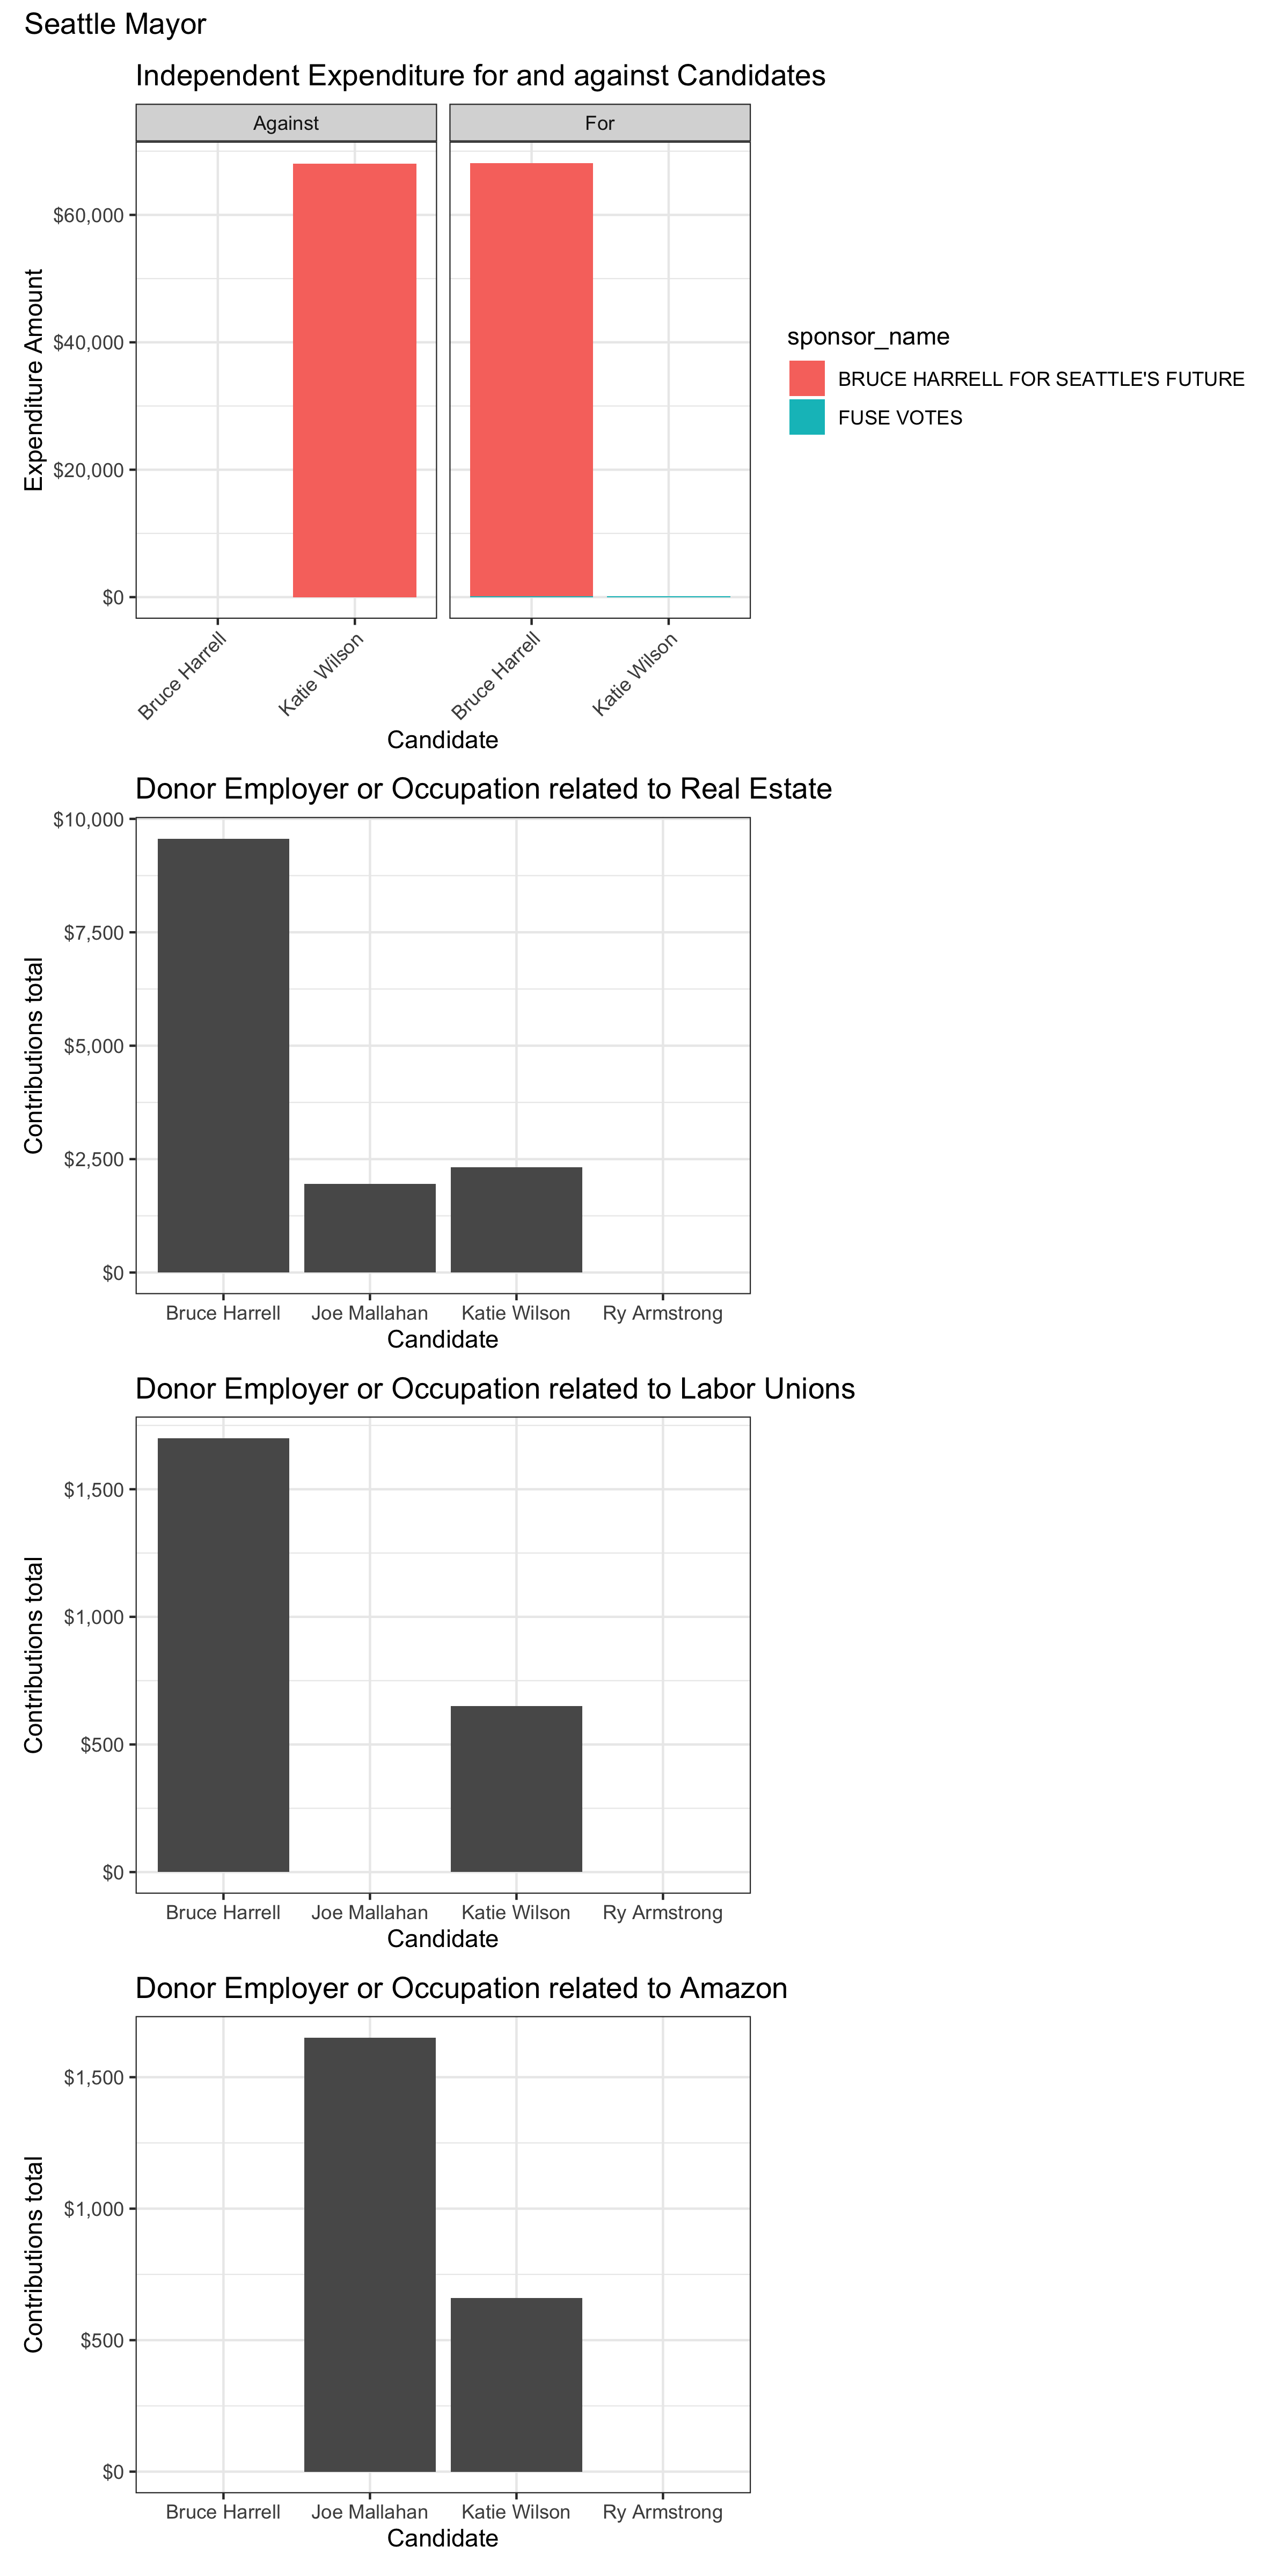 Seattle Mayor
Independent Expenditure for and against Candidates
Against
For
Expenditure Amount
$60,000
$40,000
$20,000
$0
Bruce Harrell
Katie Wilson
Bruce Harrell
Katie Wilson
Candidate
sponsor_name
BRUCE HARRELL FOR SEATTLE'S FUTURE
FUSE VOTES
Donor Employer or Occupation related to Real Estate
Contributions total
$10,000
$7,500
$5,000
$2,500
$0
Bruce Harrell
Joe Mallahan
Katie Wilson
Ry Armstrong
Candidate
Donor Employer or Occupation related to Labor Unions
Contributions total
$1,500
$1,000
$500
$0
Bruce Harrell
Joe Mallahan
Katie Wilson
Ry Armstrong
Candidate
Donor Employer or Occupation related to Amazon
Contributions total
$1,500
$1,000
$500
$0
Bruce Harrell
Joe Mallahan
Katie Wilson
Ry Armstrong
Candidate